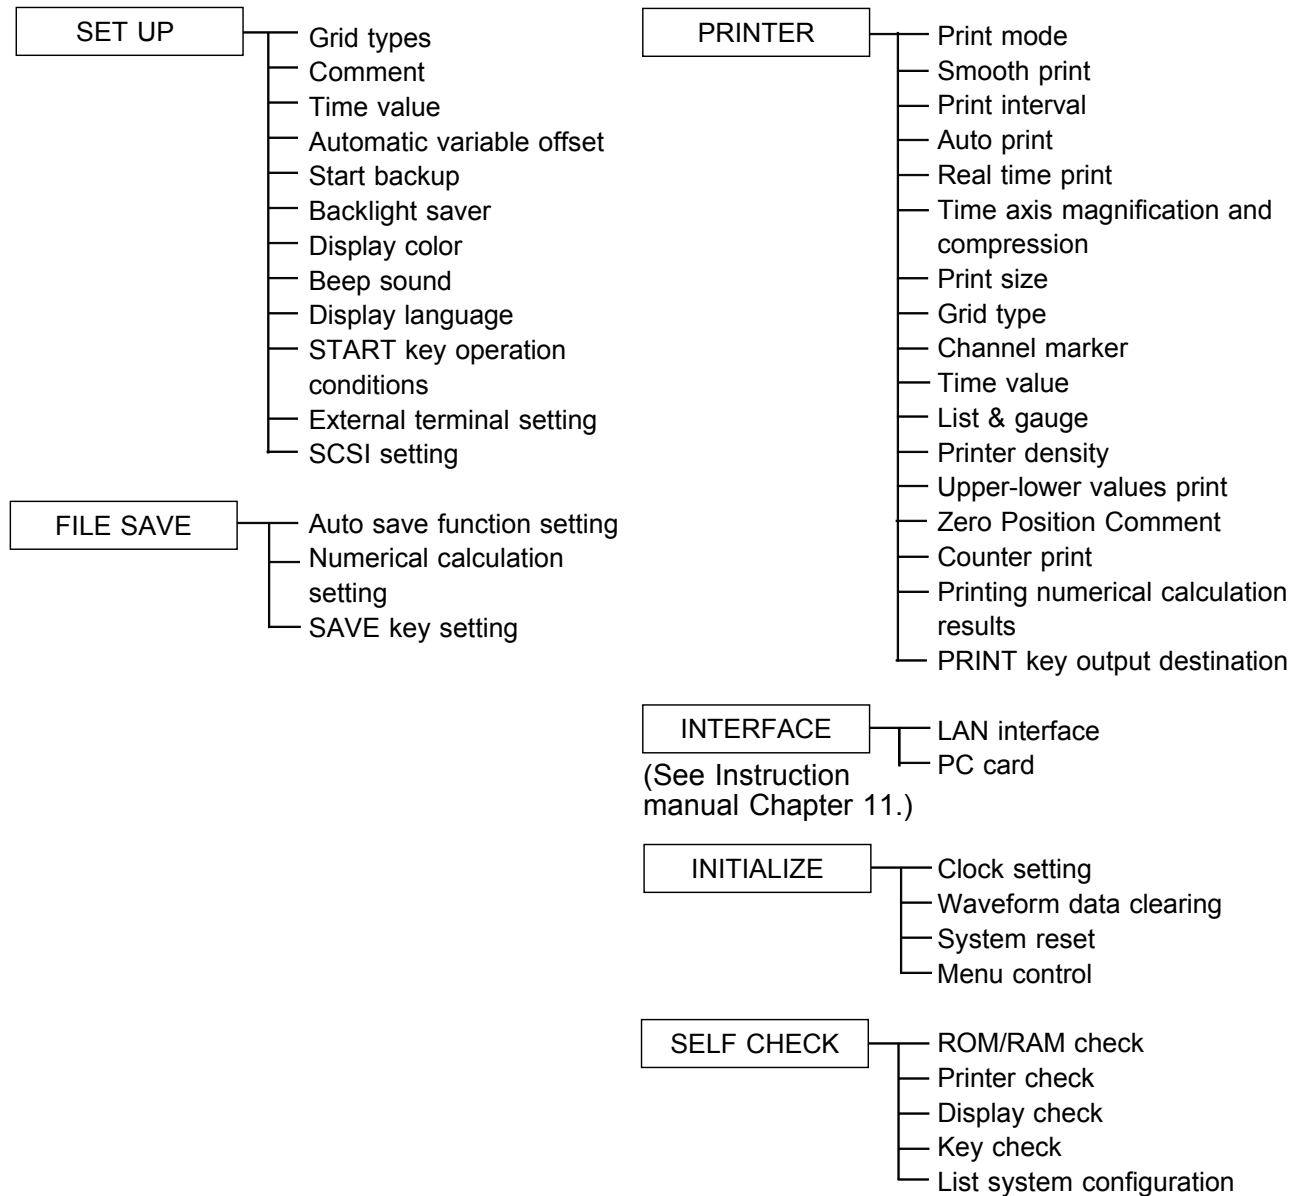 SET UP
Grid types
Comment
Time value
Automatic variable offset
Start backup
Backlight saver
Display color
Beep sound
Display language
START key operation
conditions
External terminal setting
SCSI setting
FILE SAVE
Auto save function setting
Numerical calculation
setting
SAVE key setting
PRINTER
Print mode
Smooth print
Print interval
Auto print
Real time print
Time axis magnification and
compression
Print size
Grid type
Channel marker
Time value
List & gauge
Printer density
Upper-lower values print
Zero Position Comment
Counter print
Printing numerical calculation
results
PRINT key output destination
INTERFACE
(See Instruction
manual Chapter 11.)
LAN interface
PC card
INITIALIZE
Clock setting
Waveform data clearing
System reset
Menu control
SELF CHECK
ROM/RAM check
Printer check
Display check
Key check
List system configuration